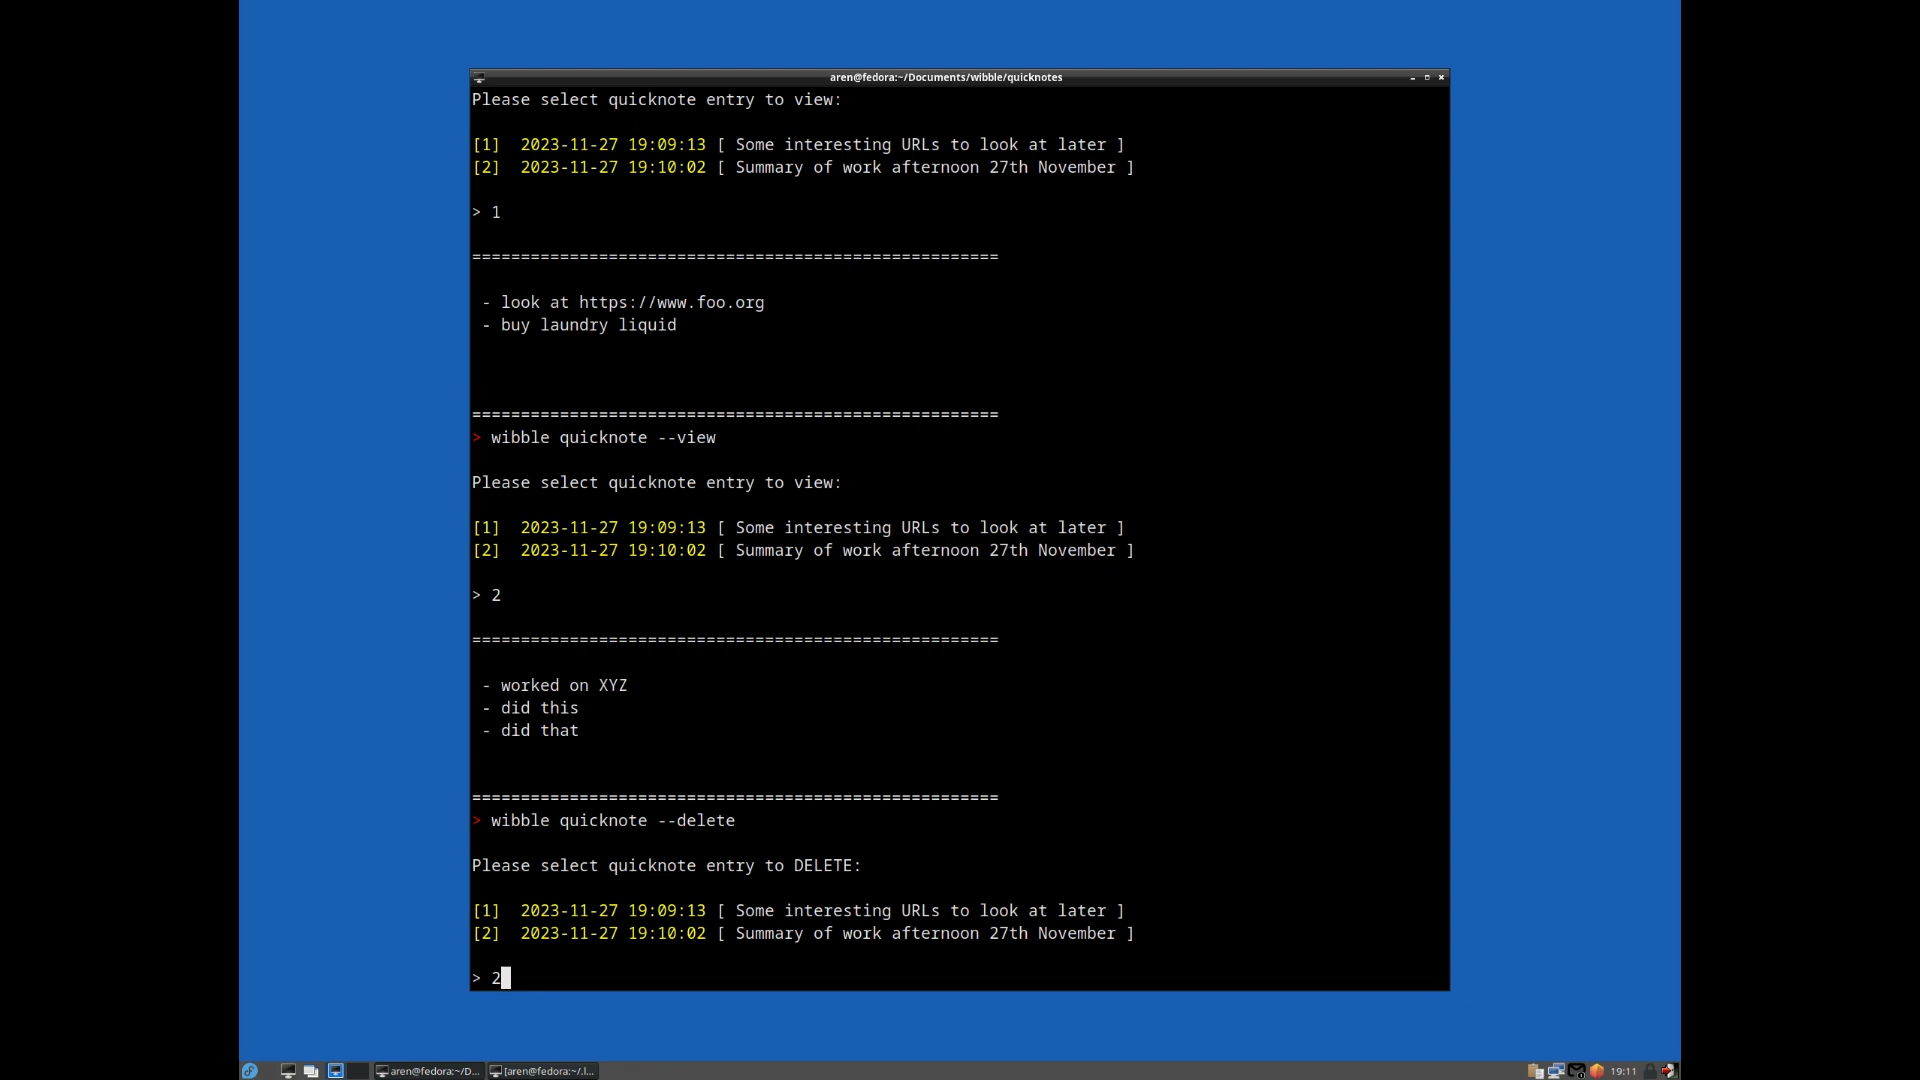 aren@fedora:~/Documents/wibble/quicknotes
Please select quicknote entry to view:
[1]  2023-11-27 19:09:13 [ Some interesting URLs to look at later ]
[2]  2023-11-27 19:10:02 [ Summary of work afternoon 27th November ]
> 1
======================================================
- look at https://www.foo.org
- buy laundry liquid
======================================================
> wibble quicknote --view
Please select quicknote entry to view:
[1]  2023-11-27 19:09:13 [ Some interesting URLs to look at later ]
[2]  2023-11-27 19:10:02 [ Summary of work afternoon 27th November ]
> 2
======================================================
- worked on XYZ
- did this
- did that
======================================================
> wibble quicknote --delete
Please select quicknote entry to DELETE:
[1]  2023-11-27 19:09:13 [ Some interesting URLs to look at later ]
[2]  2023-11-27 19:10:02 [ Summary of work afternoon 27th November ]
> 2
aren@fedora:~/D... [aren@fedora:~/.l... 19:11